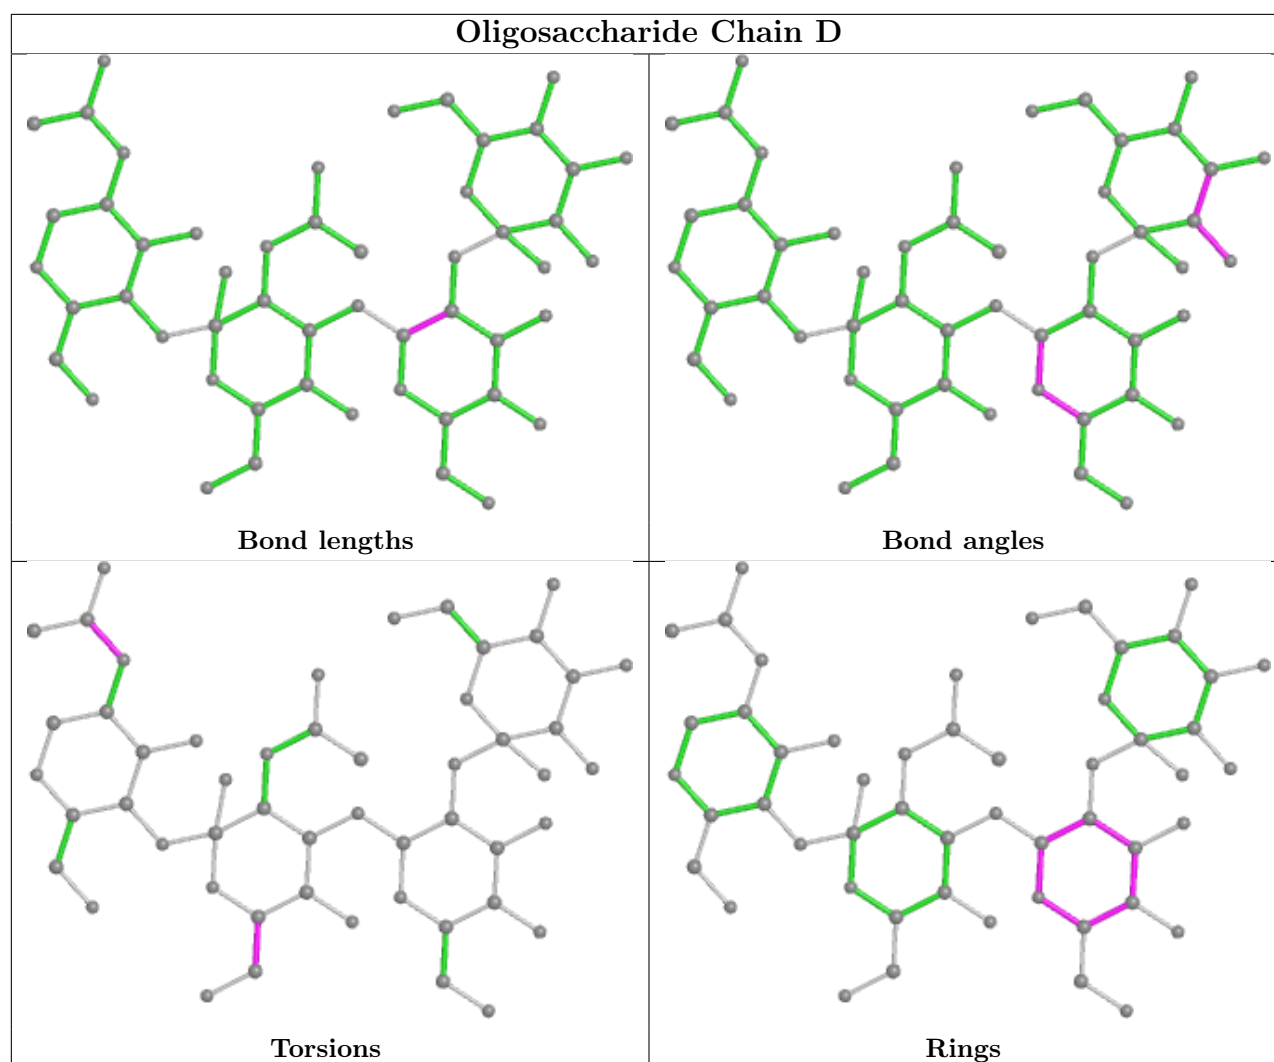 Oligosaccharide Chain D
Bond lengths
Bond angles
Torsions
Rings